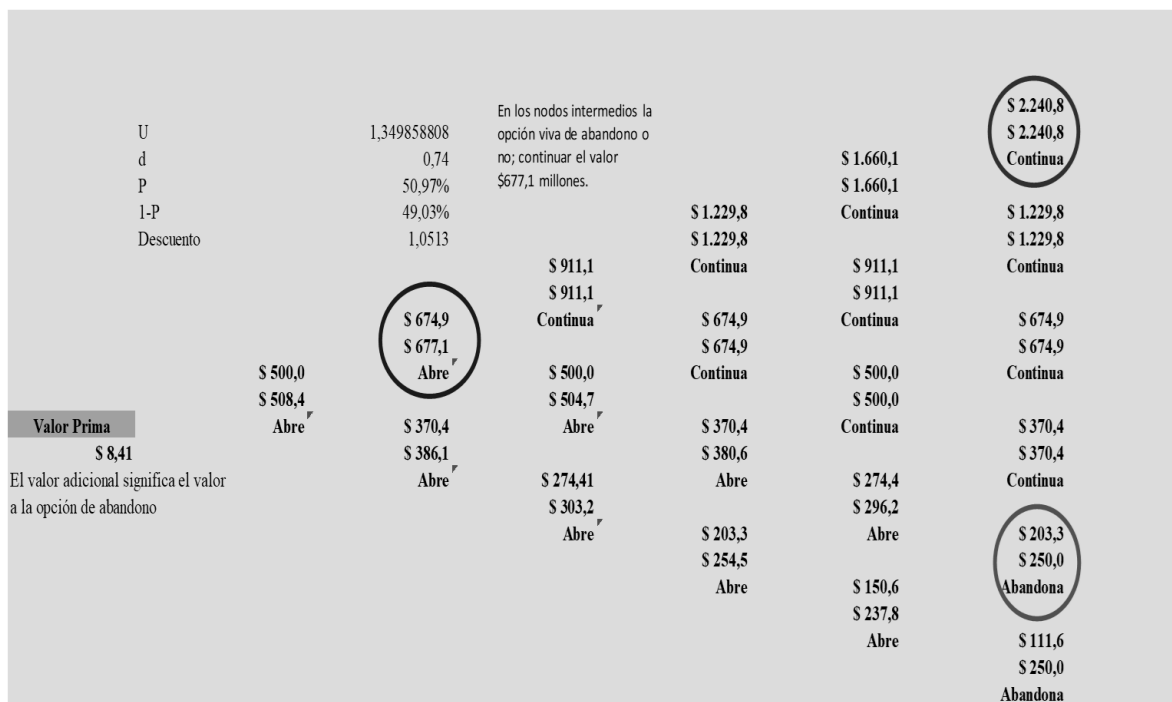 $ 2.240,8
En los nodos intermedios la
U 1,349858808 opción viva de abandono o $ 2.240,8
d 0,74 no; continuar el valor $ 1.660,1 Continua
P 50,97% $677,1 millones. $ 1.660,1
1-P 49,03% $ 1.229,8 Continua $ 1.229,8
Descuento 1,0513 $ 1.229,8 $ 1.229,8
$ 911,1 Continua $ 911,1 Continua
$ 911,1 $ 911,1
$ 674,9 Continua $ 674,9 Continua $ 674,9
$ 677,1 $ 674,9 $ 674,9
$ 500,0 Abre $ 500,0 Continua $ 500,0 Continua
$ 508,4 $ 504,7 $ 500,0
Valor Prima Abre $ 370,4 Abre $ 370,4 Continua $ 370,4
$ 8,41 $ 386,1 $ 380,6 $ 370,4
El valor adicional significa el valor Abre $ 274,41 Abre $ 274,4 Continua
a la opción de abandono $ 303,2 $ 296,2
Abre $ 203,3 Abre $ 203,3
$ 254,5 $ 250,0
Abre $ 150,6 Abandona
$ 237,8
Abre $ 111,6
$ 250,0
Abandona